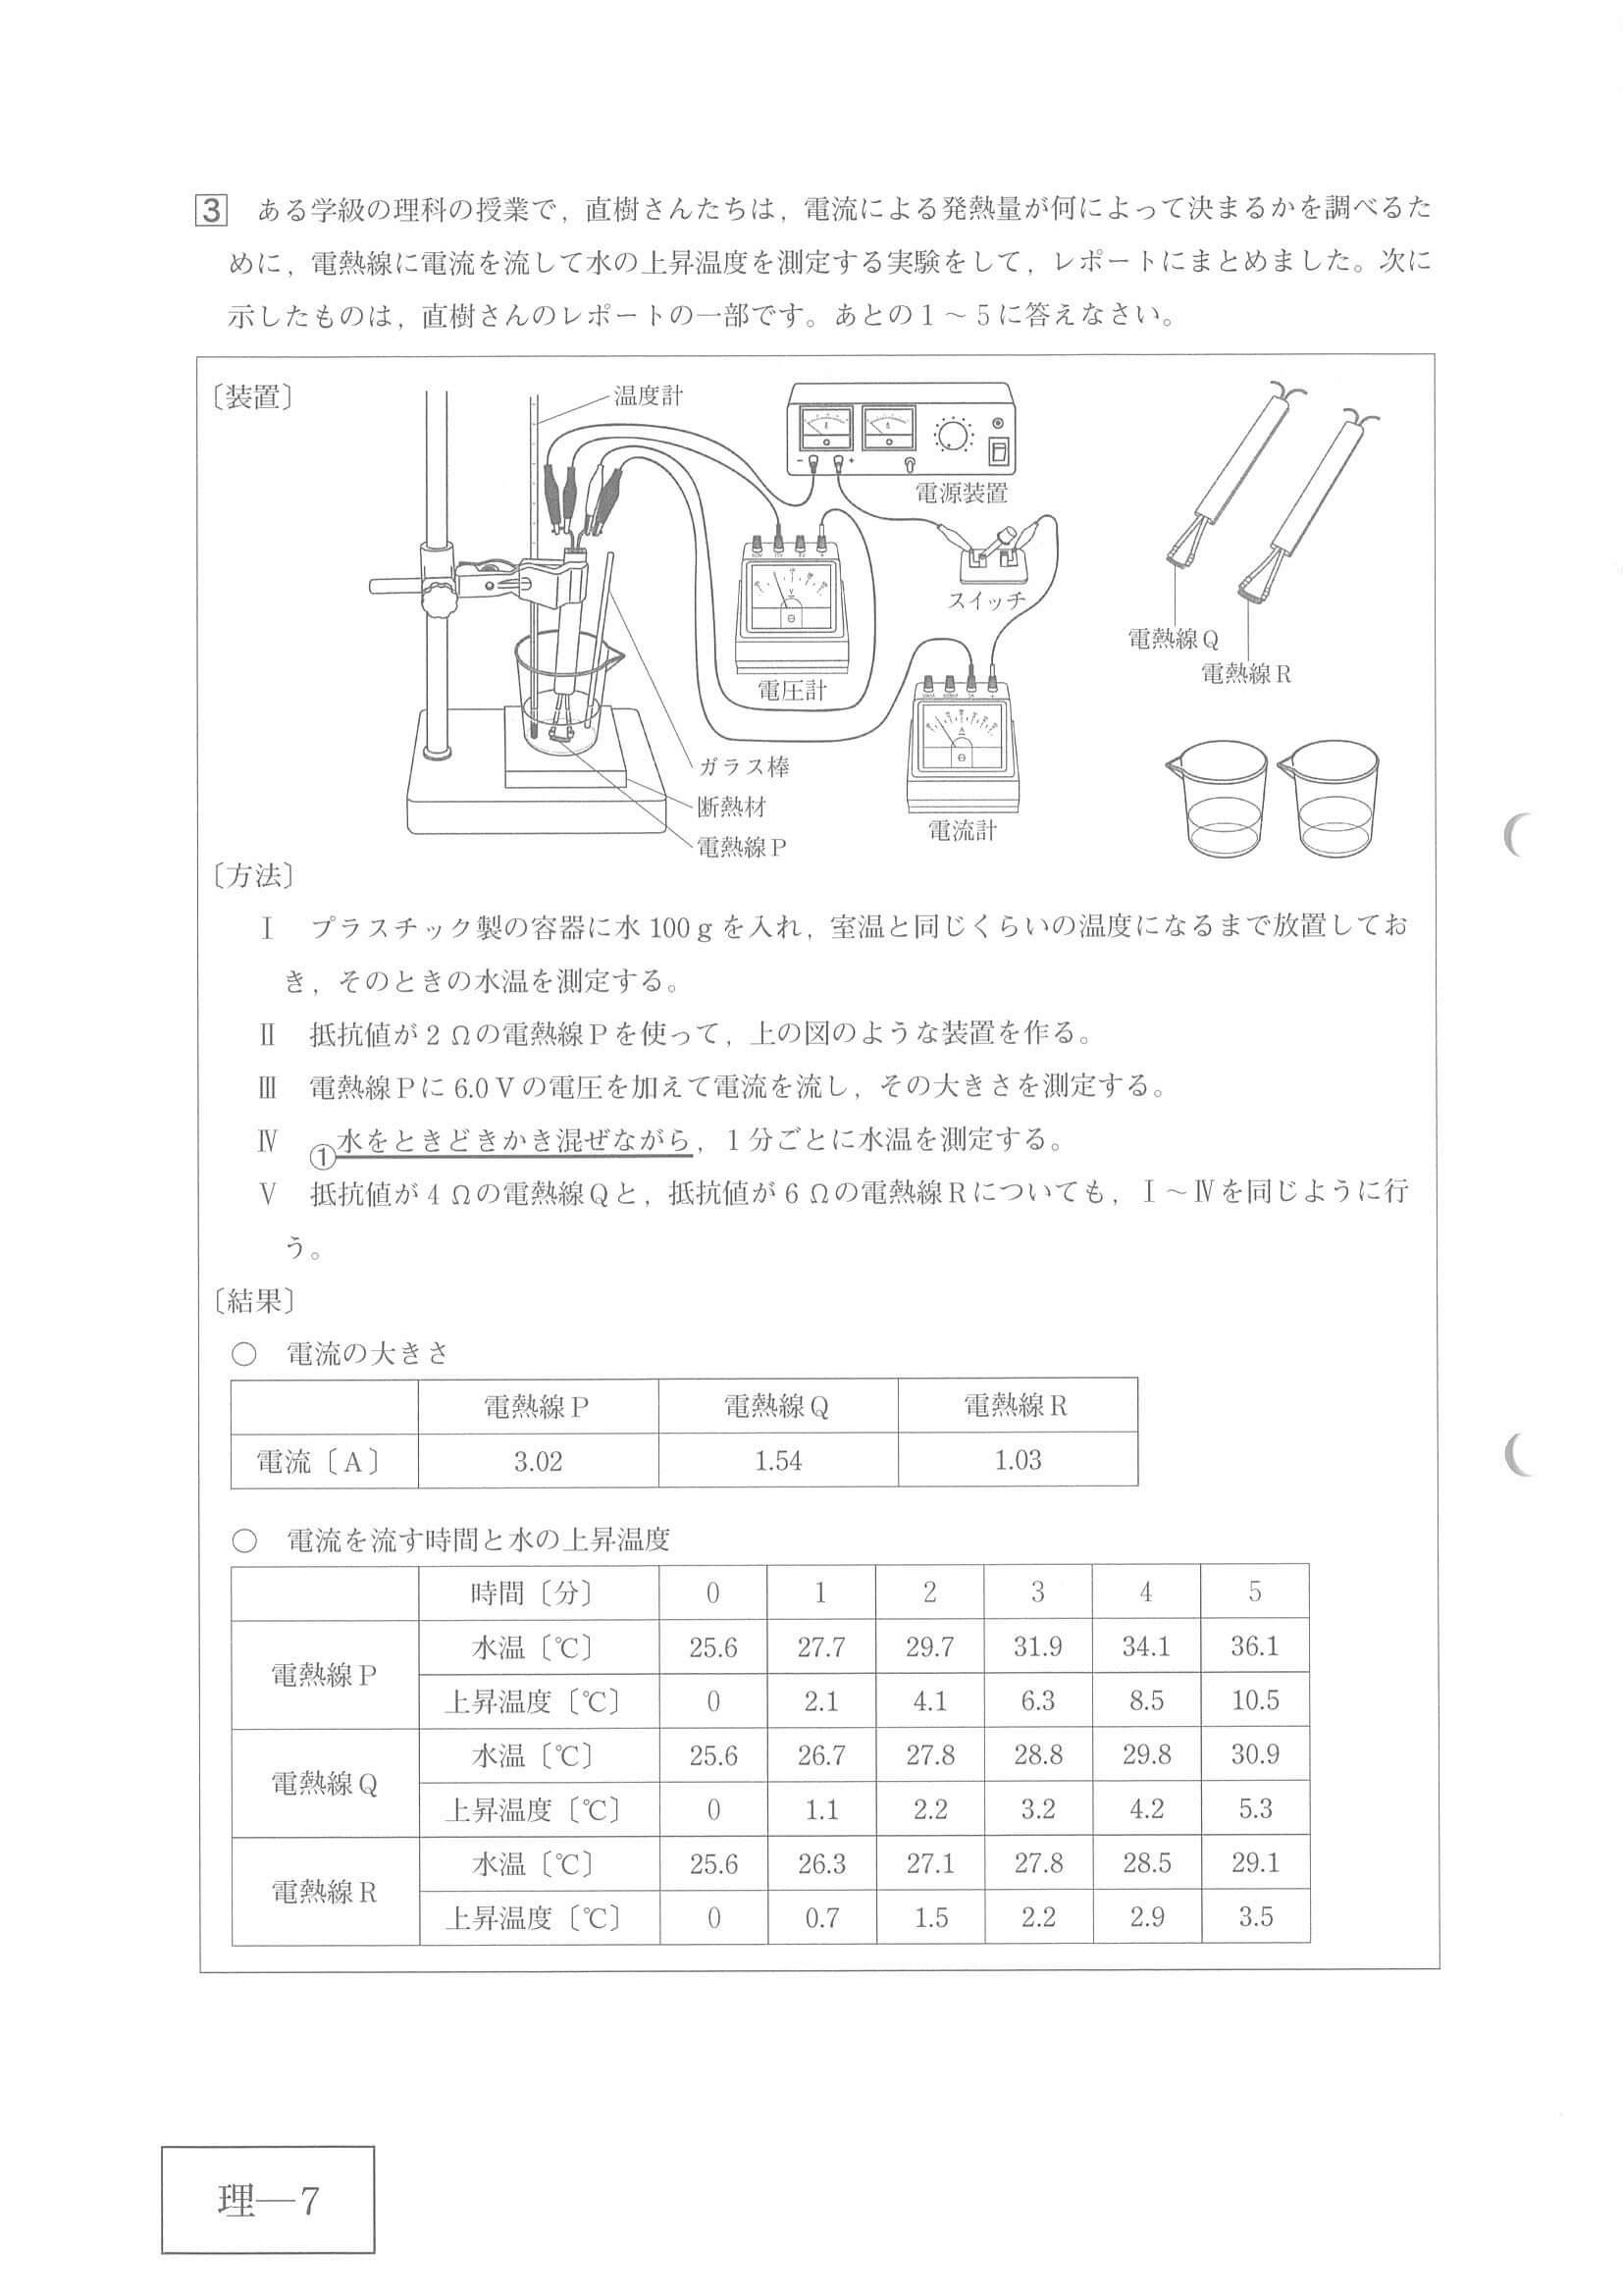 3 ある学級の理科の授業で，直樹さんたちは，電流による発熱量が何によって決まるかを調べるた
めに，電熱線に電流を流して水の上昇温度を測定する実験をして，レポートにまとめました。次に
示したものは，直樹さんのレポートの一部です。あとの１～５に答えなさい。
〔装置〕
温度計
電源装置
スイッチ
電圧計
電流計
ガラス棒
断熱材
電熱線Ｐ
電熱線Ｑ
電熱線Ｒ
〔方法〕
Ⅰ プラスチック製の容器に水 100 g を入れ，室温と同じくらいの温度になるまで放置してお
き，そのときの水温を測定する。
Ⅱ 抵抗値が 2 Ωの電熱線Ｐを使って，上の図のような装置を作る。
Ⅲ 電熱線Ｐに 6.0 V の電圧を加えて電流を流し，その大きさを測定する。
Ⅳ ①水をときどきかき混ぜながら，1 分ごとに水温を測定する。
Ⅴ 抵抗値が 4 Ωの電熱線Ｑと，抵抗値が 6 Ωの電熱線Ｒについても，Ⅰ～Ⅳを同じように行
う。
〔結果〕
○ 電流の大きさ
電熱線Ｐ 電熱線Ｑ 電熱線Ｒ
電流〔A〕 3.02 1.54 1.03
○ 電流を流す時間と水の上昇温度
時間〔分〕 0 1 2 3 4 5
電熱線Ｐ
水温〔℃〕 25.6 27.7 29.7 31.9 34.1 36.1
上昇温度〔℃〕 0 2.1 4.1 6.3 8.5 10.5
電熱線Ｑ
水温〔℃〕 25.6 26.7 27.8 28.8 29.8 30.9
上昇温度〔℃〕 0 1.1 2.2 3.2 4.2 5.3
電熱線Ｒ
水温〔℃〕 25.6 26.3 27.1 27.8 28.5 29.1
上昇温度〔℃〕 0 0.7 1.5 2.2 2.9 3.5
理—7